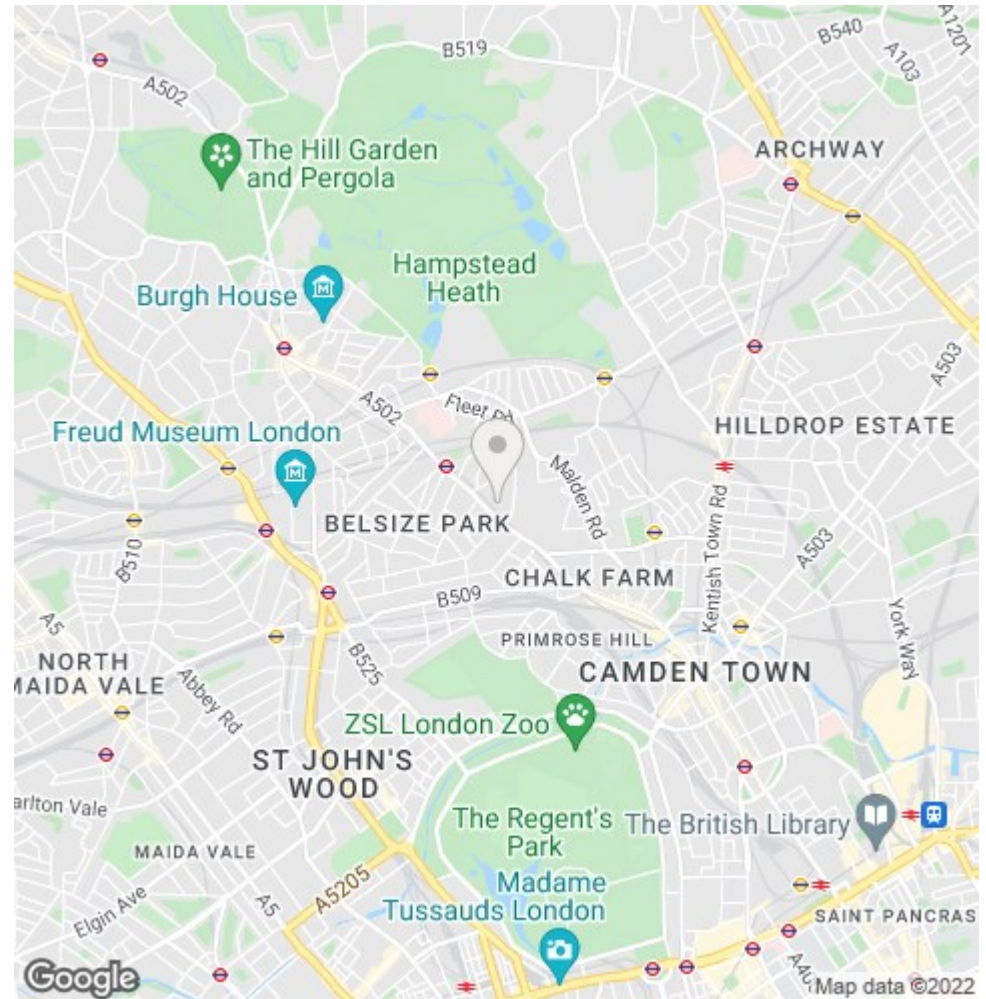 B519
B540
A103
A1201
A502
The Hill Garden
and Pergola
ARCHWAY
Hampstead
Heath
Burgh House
A503
A502
Fleet Rd
Freud Museum London
HILLDROP ESTATE
Malden Rd
BELSIZE PARK
Kentish Town Rd
A503
B510
CHALK FARM
B509
A5
York Way
PRIMROSE HILL
NORTH
MAIDA VALE
B525
Abbey Rd
CAMDEN TOWN
ZSL London Zoo
ST JOHN'S
WOOD
arlton Vale
The Regent's
Park
The British Library
MAIDA VALE
A5205
Madame
Tussauds London
Elgin Ave
A5
SAINT PANCRAS
Google
Map data ©2022